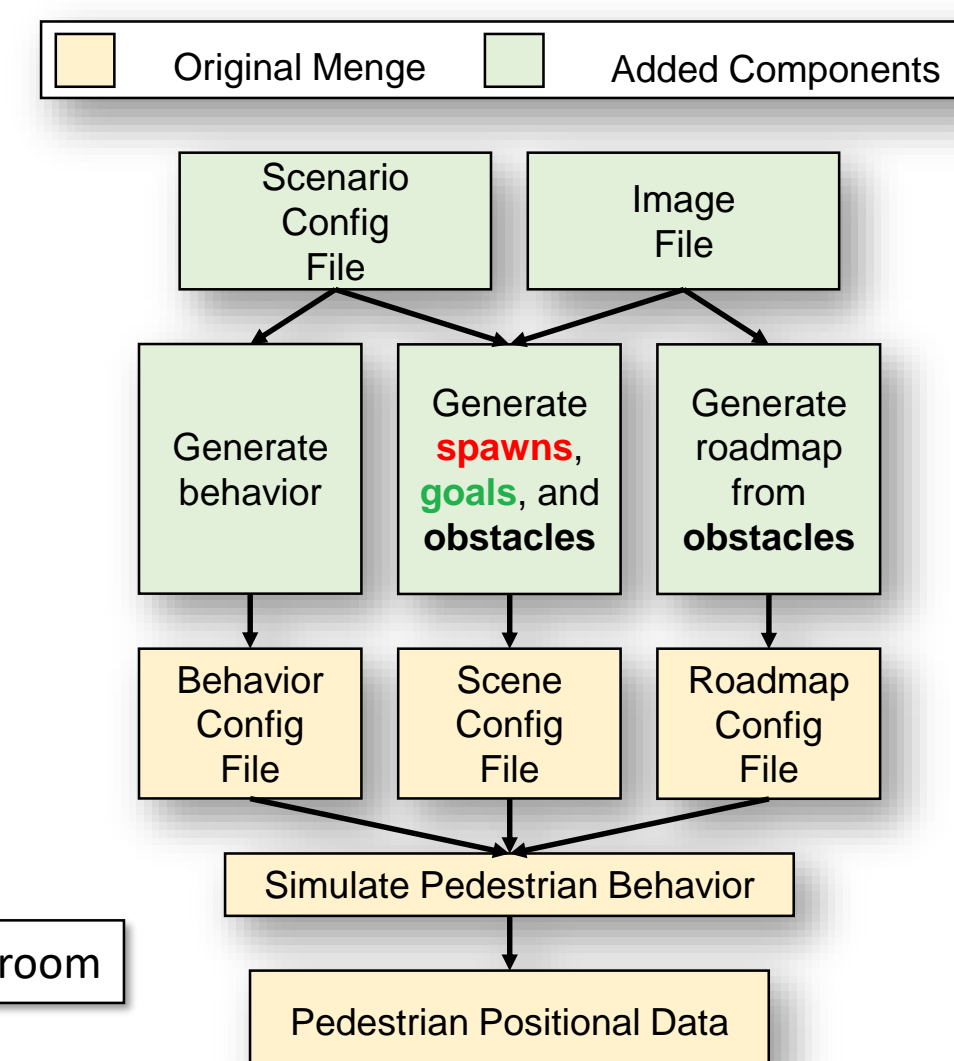 Original Menge
Added Components
Scenario
Config
File
Image
File
Generate
behavior
Generate
spawns,
goals, and
obstacles
Generate
roadmap
from
obstacles
Behavior
Config
File
Scene
Config
File
Roadmap
Config
File
Simulate Pedestrian Behavior
room
Pedestrian Positional Data